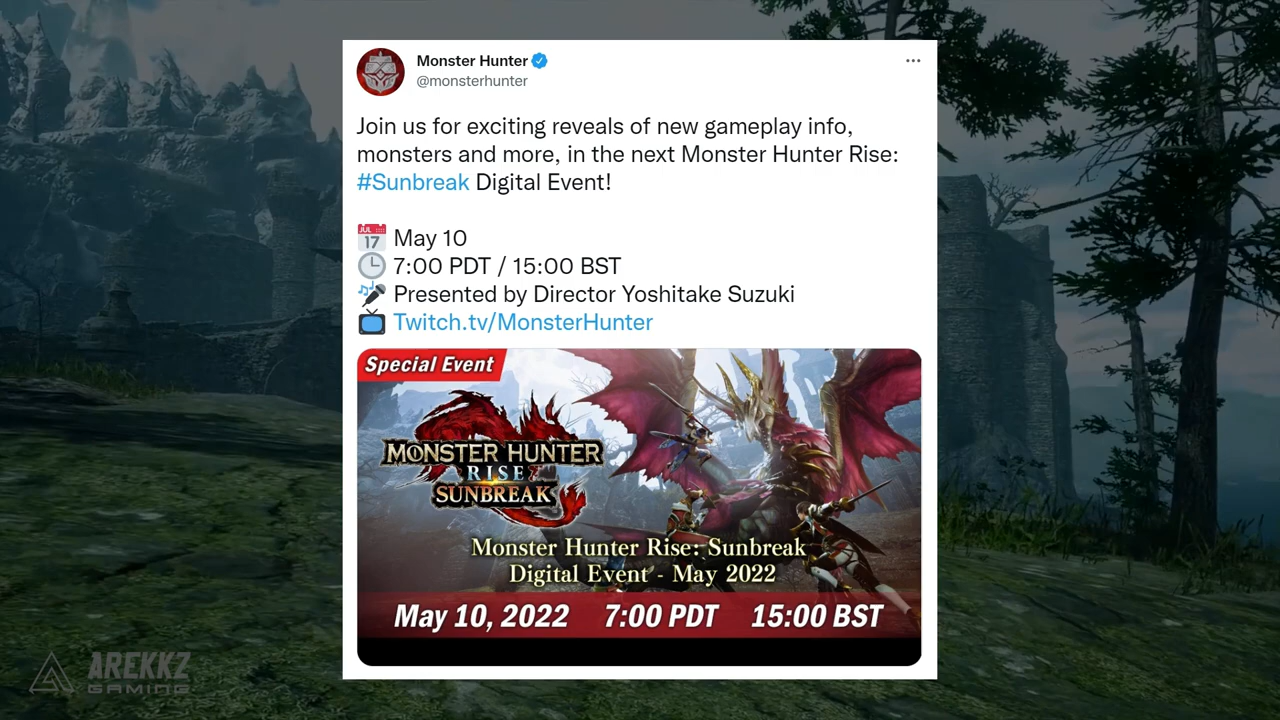 Monster Hunter
@monsterhunter
Join us for exciting reveals of new gameplay info,
monsters and more, in the next Monster Hunter Rise:
#Sunbreak Digital Event!
JUL
17
May 10
7:00 PDT / 15:00 BST
Presented by Director Yoshitake Suzuki
Twitch.tv/MonsterHunter
Special Event
MONSTER HUNTER
RISE
SUNBREAK
Monster Hunter Rise: Sunbreak
Digital Event - May 2022
May 10, 2022 7:00 PDT 15:00 BST
AREKKZ
GAMING